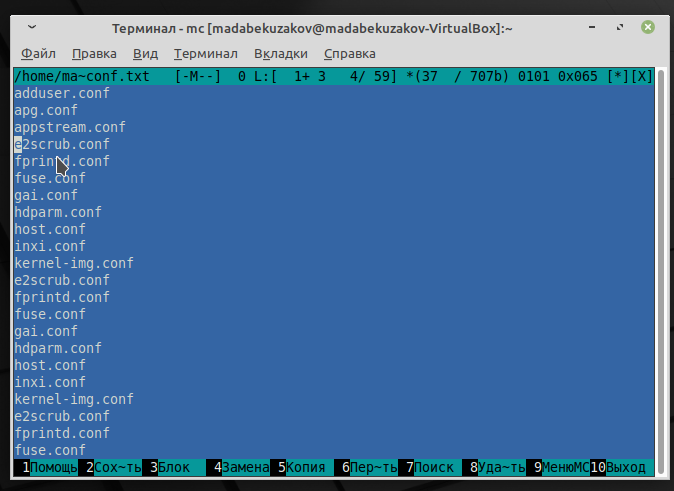 Терминал - mc [madabekuzakov@madabekuzakov-VirtualBox]:~
Файл Правка Вид Терминал Вкладки Справка
/home/ma~conf.txt [-M--] 0 L:[ 1+ 3 4/ 59] *(37 / 707b) 0101 0x065 [*][X]
adduser.conf
apg.conf
appstream.conf
e2scrub.conf
fprintd.conf
fuse.conf
gai.conf
hdparm.conf
host.conf
inxi.conf
kernel-img.conf
e2scrub.conf
fprintd.conf
fuse.conf
gai.conf
hdparm.conf
host.conf
inxi.conf
kernel-img.conf
e2scrub.conf
fprintd.conf
fuse.conf
1Помощь 2Сох~ть 3Блок 4Замена 5Копия 6Пер~ть 7Поиск 8Уда~ть 9МенюMC 10Выход